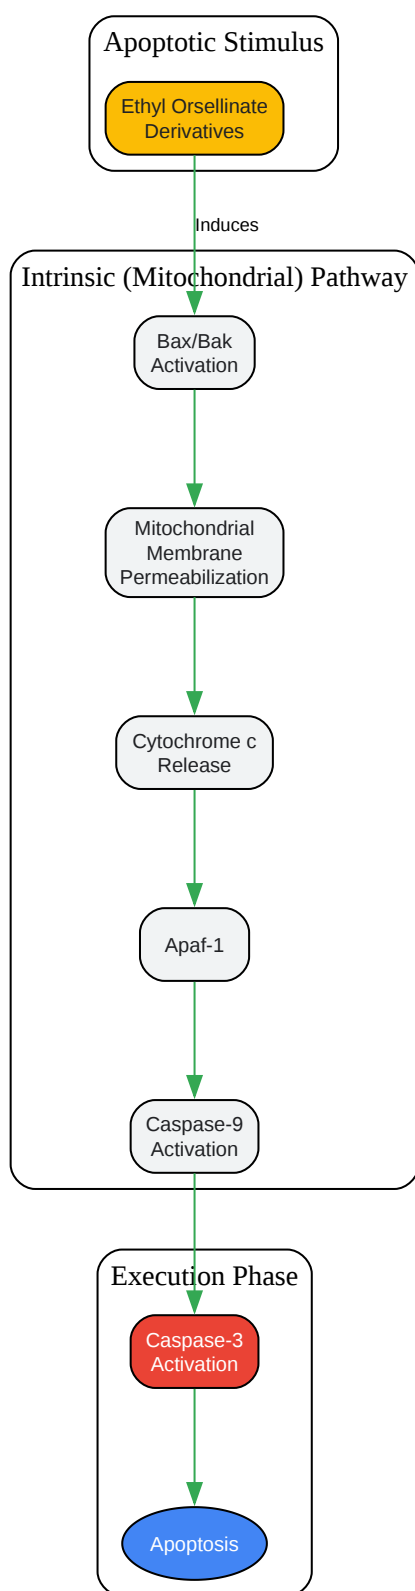 Apoptotic Stimulus
Ethyl Orsellinate
Derivatives
Induces
Intrinsic (Mitochondrial) Pathway
Bax/Bak
Activation
Mitochondrial
Membrane
Permeabilization
Cytochrome c
Release
Apaf-1
Caspase-9
Activation
Execution Phase
Caspase-3
Activation
Apoptosis